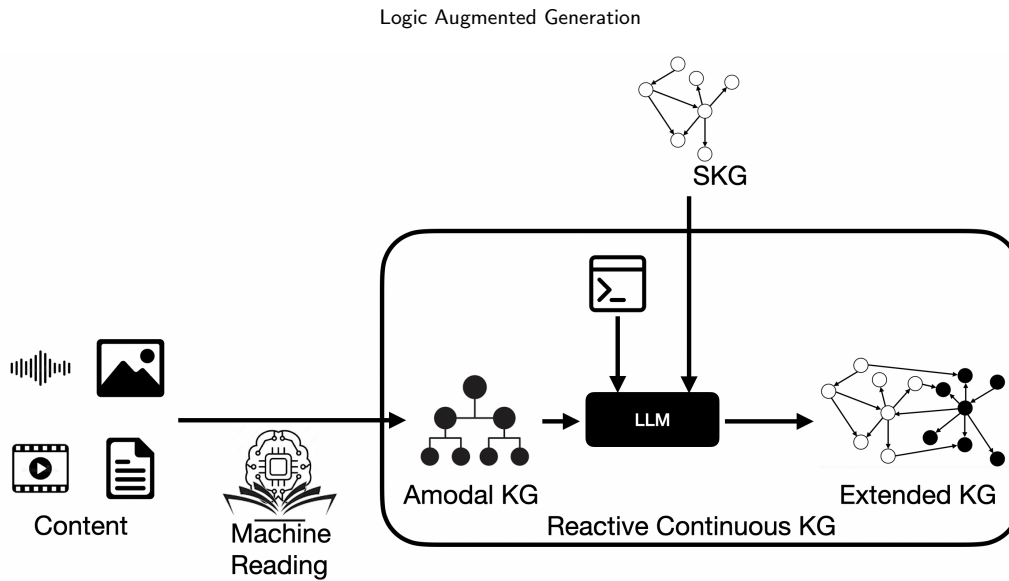 Logic Augmented Generation
SKG
>_
LLM
Content
Machine
Reading
Amodal KG
Extended KG
Reactive Continuous KG